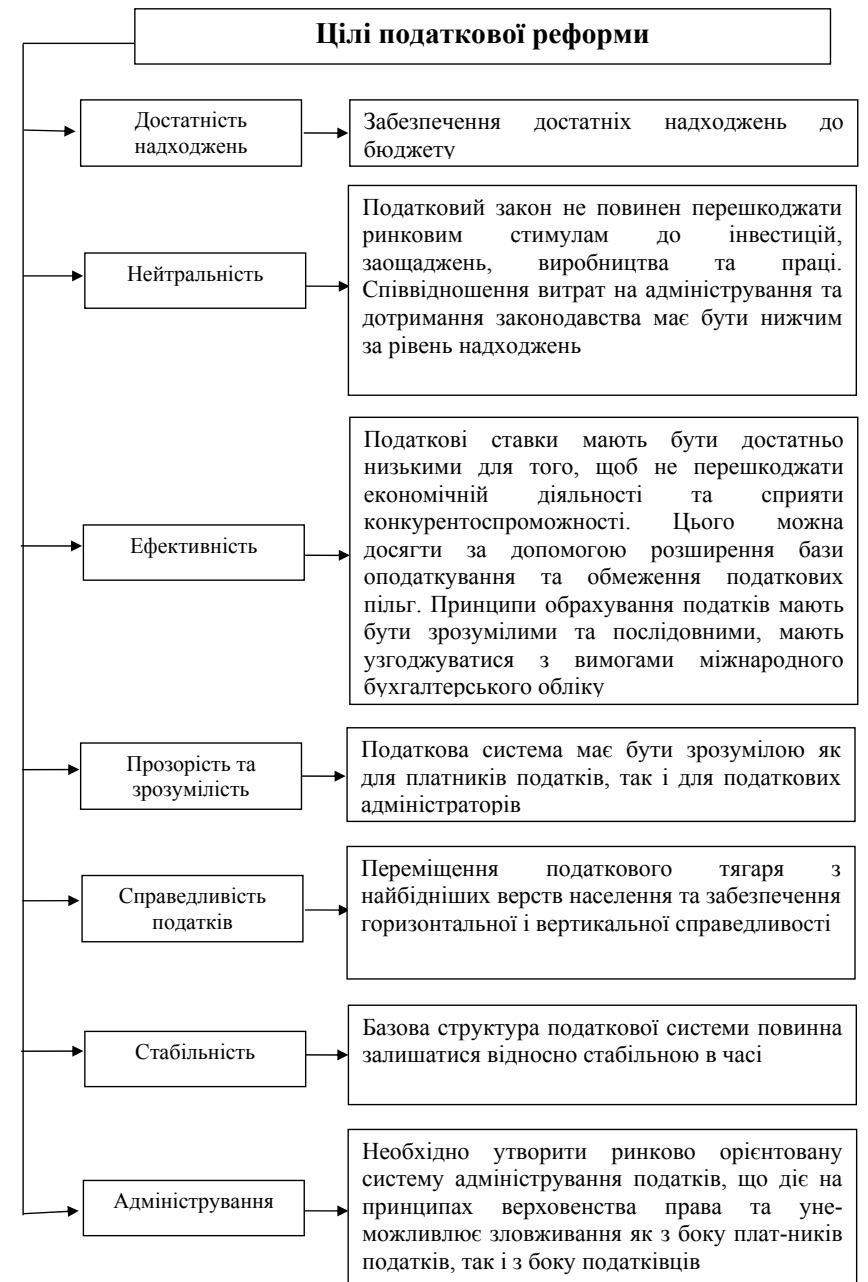 Цілі податкової реформи
Достатність
надходжень
Забезпечення достатніх надходжень до
бюджету
Нейтральність
Податковий закон не повинен перешкоджати
ринковим стимулам до інвестицій,
заощаджень, виробництва та праці.
Співвідношення витрат на адміністрування та
дотримання законодавства має бути нижчим
за рівень надходжень
Ефективність
Податкові ставки мають бути достатньо
низькими для того, щоб не перешкоджати
економічній діяльності та сприяти
конкурентоспроможності. Цього можна
досягти за допомогою розширення бази
оподаткування та обмеження податкових
пільг. Принципи обрахування податків мають
бути зрозумілими та послідовними, мають
узгоджуватися з вимогами міжнародного
бухгалтерського обліку
Прозорість та
зрозумілість
Податкова система має бути зрозумілою як
для платників податків, так і для податкових
адміністраторів
Справедливість
податків
Переміщення податкового тягаря з
найбідніших верств населення та забезпечення
горизонтальної і вертикальної справедливості
Стабільність
Базова структура податкової системи повинна
залишатися відносно стабільною в часі
Адміністрування
Необхідно утворити ринково орієнтовану
систему адміністрування податків, що діє на
принципах верховенства права та уне-
можливлює зловживання як з боку плат-ників
податків, так і з боку податківців